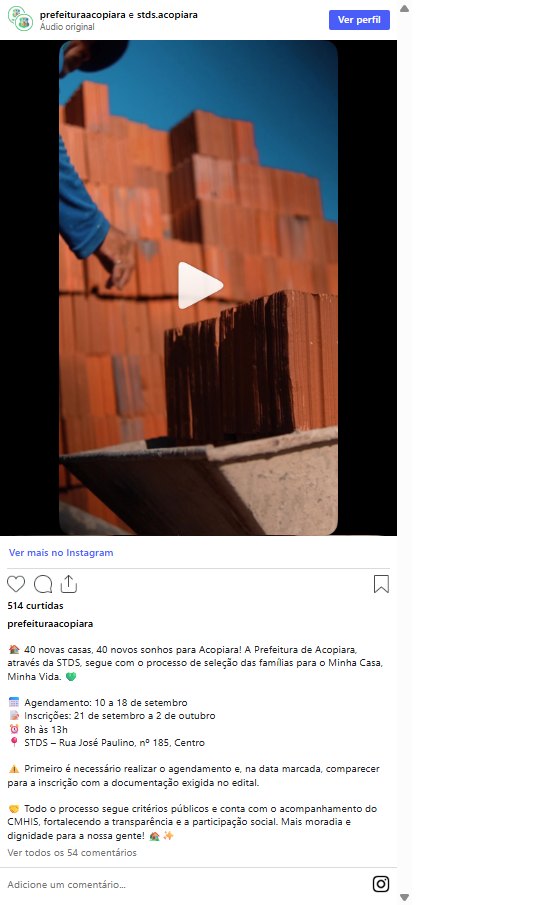 prefeituraacopiara e stds.acopiara
Audio original
Ver perfil
Ver mais no Instagram
514 curtidas
prefeituraacopiara
🏠 40 novas casas, 40 novos sonhos para Acopiara! A Prefeitura de Acopiara,
através da STDS, segue com o processo de seleção das famílias para o Minha Casa,
Minha Vida. 💚
🗓️ Agendamento: 10 a 18 de setembro
📝 Inscrições: 21 de setembro a 2 de outubro
⏰ 8h às 13h
📍 STDS – Rua José Paulino, nº 185, Centro
⚠️ Primeiro é necessário realizar o agendamento e, na data marcada, comparecer
para a inscrição com a documentação exigida no edital.
🤝 Todo o processo segue critérios públicos e conta com o acompanhamento do
CMHIS, fortalecendo a transparência e a participação social. Mais moradia e
dignidade para a nossa gente! 🏠✨
Ver todos os 54 comentários
Adicione um comentário...